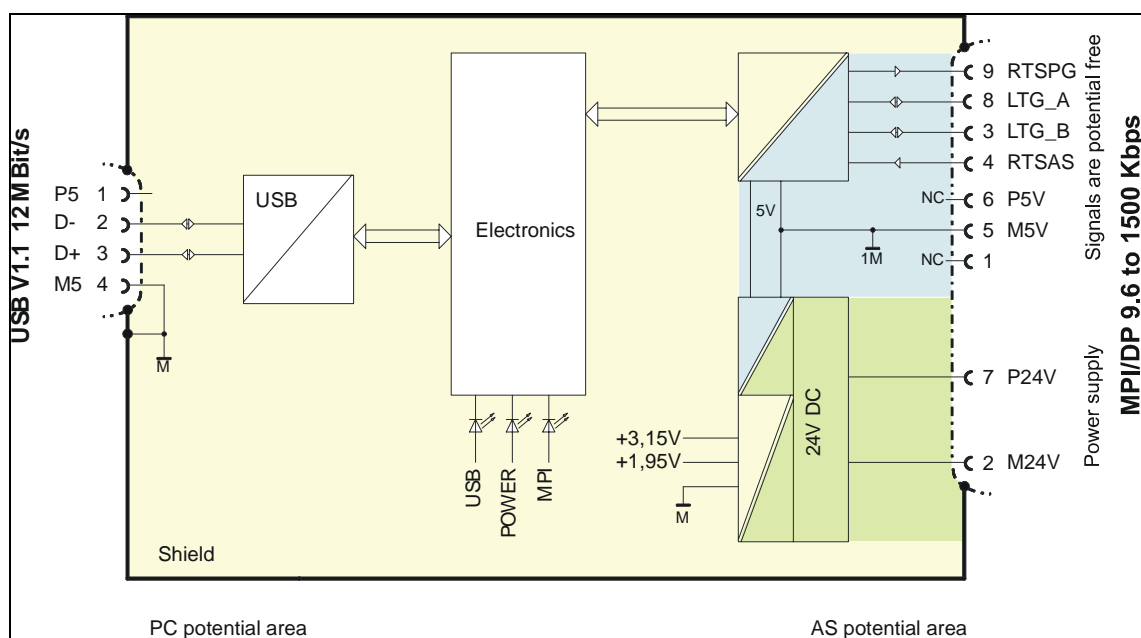 USB V1.1 12 MBit/s
P5 1
D- 2
D+ 3
M5 4
M
USB
Electronics
USB
POWER
MPI
+3,15V
+1,95V
M
5V
1M
24V DC
9 RTSPG
8 LTG_A
3 LTG_B
4 RTSAS
NC 6 P5V
5 M5V
NC 1
7 P24V
2 M24V
Signals are potential free
Power supply
MPI/DP 9.6 to 1500 Kbps
Shield
PC potential area
AS potential area